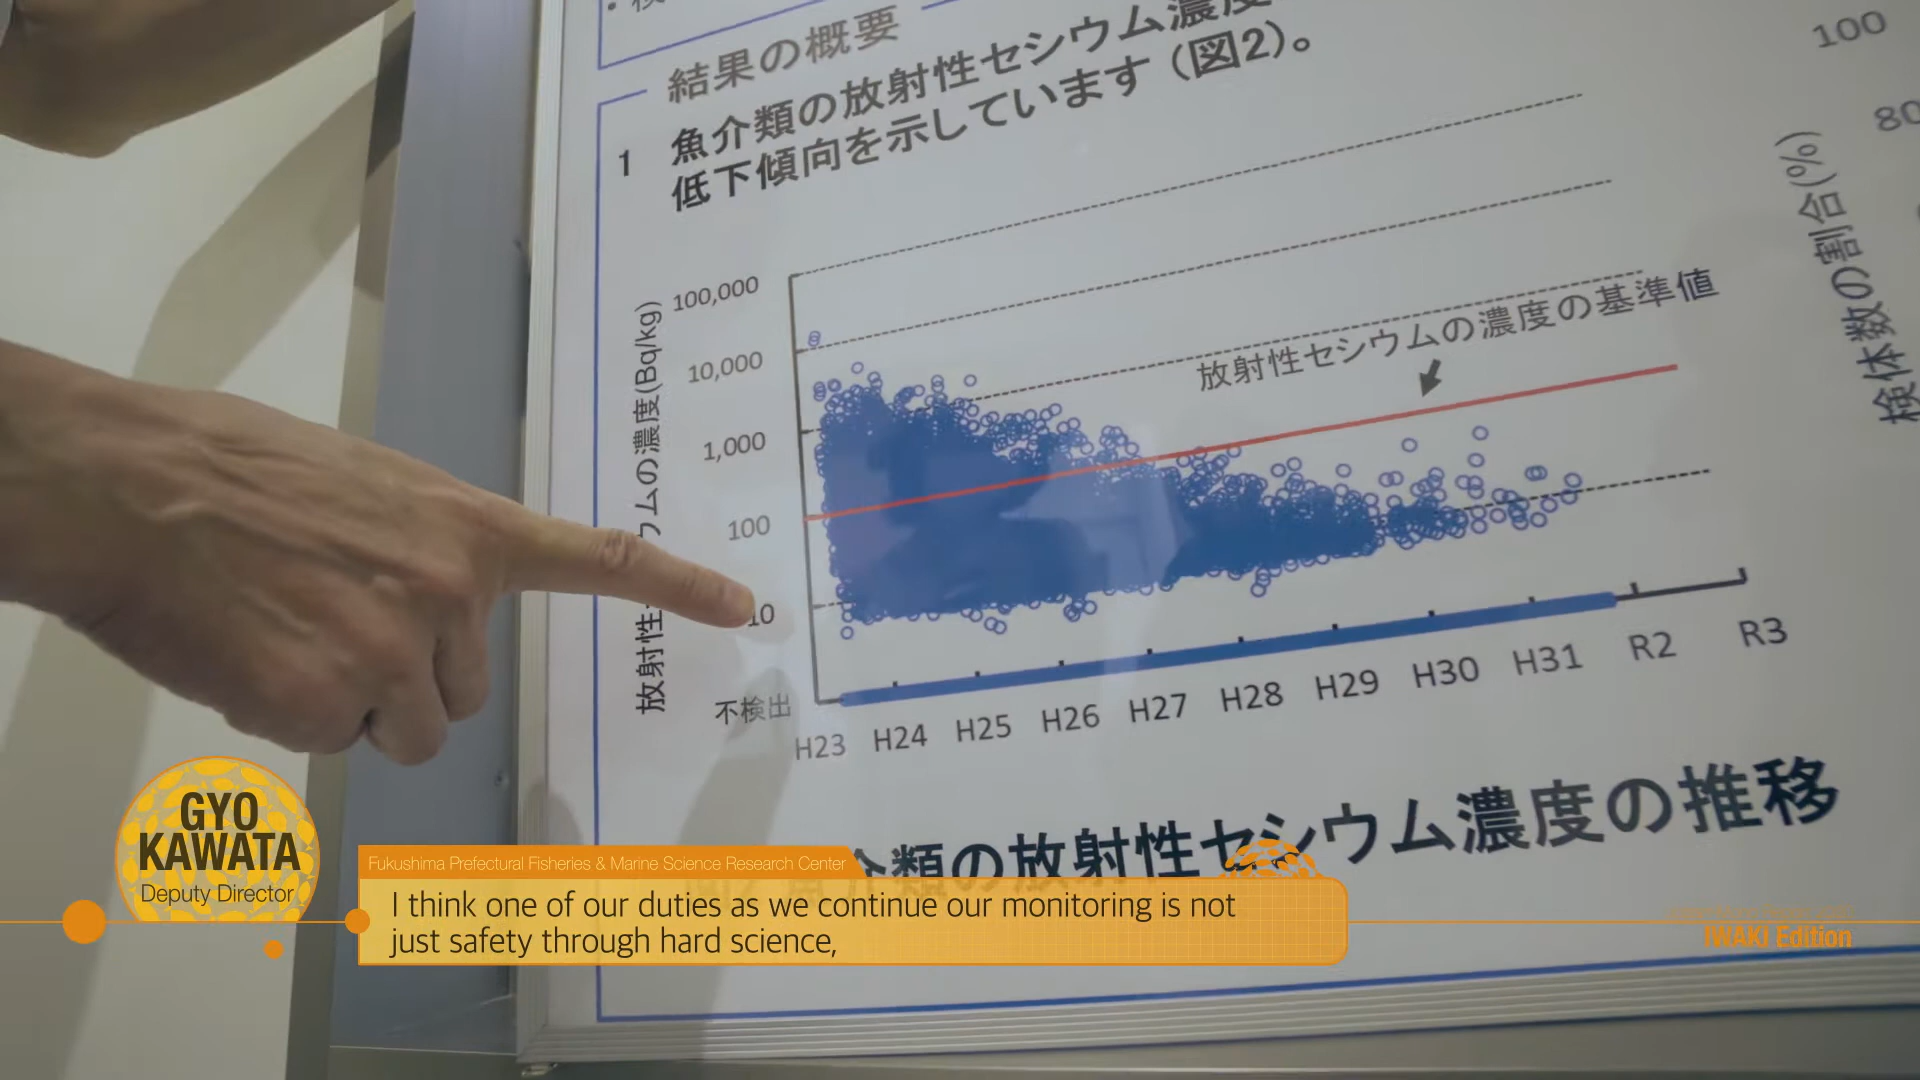 結果の概要
1 魚介類の放射性セシウム濃度
低下傾向を示しています（図2）。
放射性 ウムの濃度(Bq/kg)
100,000
10,000
1,000
100
10
不検出
放射性セシウムの濃度の基準値
H23 H24 H25 H26 H27 H28 H29 H30 H31 R2 R3
100
80
検体数の割合(%)
介類の放射性セシウム濃度の推移
GYO
KAWATA
Deputy Director
Fukushima Prefectural Fisheries & Marine Science Research Center
I think one of our duties as we continue our monitoring is not
just safety through hard science,
IWAKI Edition